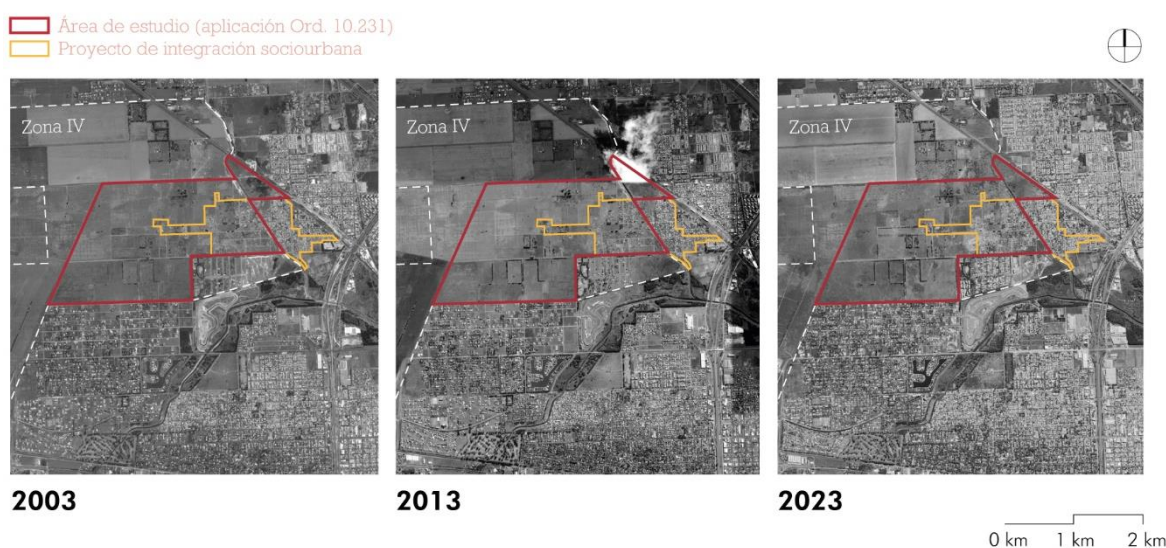 Área de estudio (aplicación Ord. 10.231)
Proyecto de integración sociourbana
Zona IV
Zona IV
Zona IV
2003
2013
2023
0 km 1 km 2 km